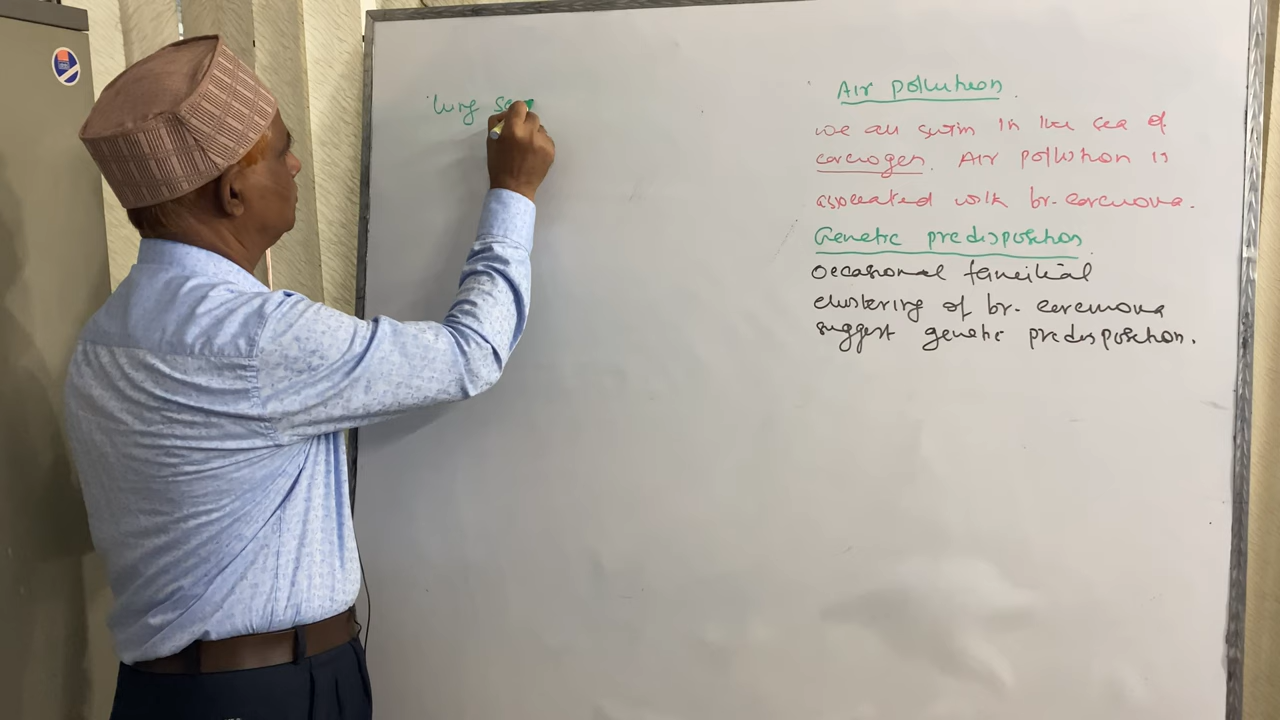 lung
Air pollution.
we all swim in the sea of
carcinogen. Air pollution is
associated with br. carcinoma.
Genetic predisposition
Occasional familial
clustering of br. carcinoma
suggest genetic predisposition.